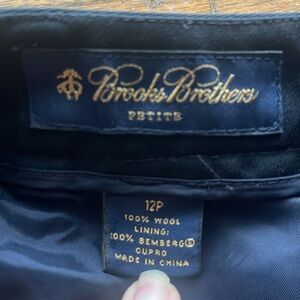 Brooks Brothers
PETITE
12P
100% WOOL
LINING:
100% BEMBERG®
CUPRO
MADE IN CHINA